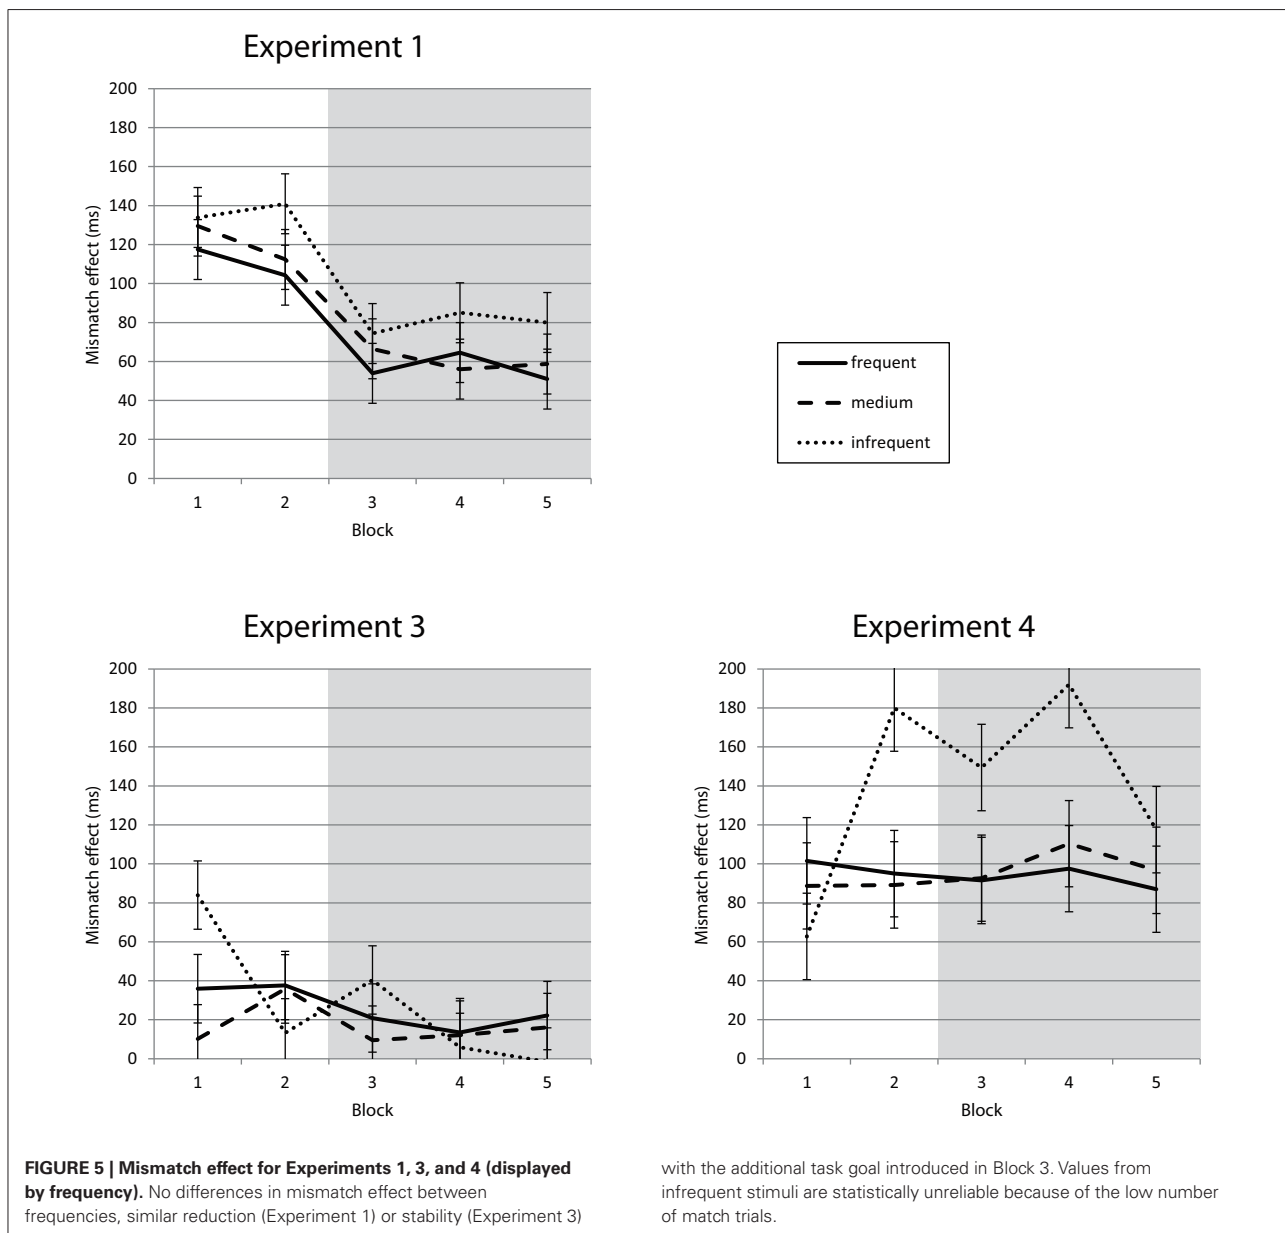 Experiment 1
200
180
160
140
120
100
80
60
40
20
0
Mismatch effect (ms)
1 2 3 4 5
Block
frequent
medium
infrequent
Experiment 3
200
180
160
140
120
100
80
60
40
20
0
Mismatch effect (ms)
1 2 3 4 5
Block
Experiment 4
200
180
160
140
120
100
80
60
40
20
0
Mismatch effect (ms)
1 2 3 4 5
Block
FIGURE 5 | Mismatch effect for Experiments 1, 3, and 4 (displayed
by frequency). No differences in mismatch effect between
frequencies, similar reduction (Experiment 1) or stability (Experiment 3)
with the additional task goal introduced in Block 3. Values from
infrequent stimuli are statistically unreliable because of the low number
of match trials.